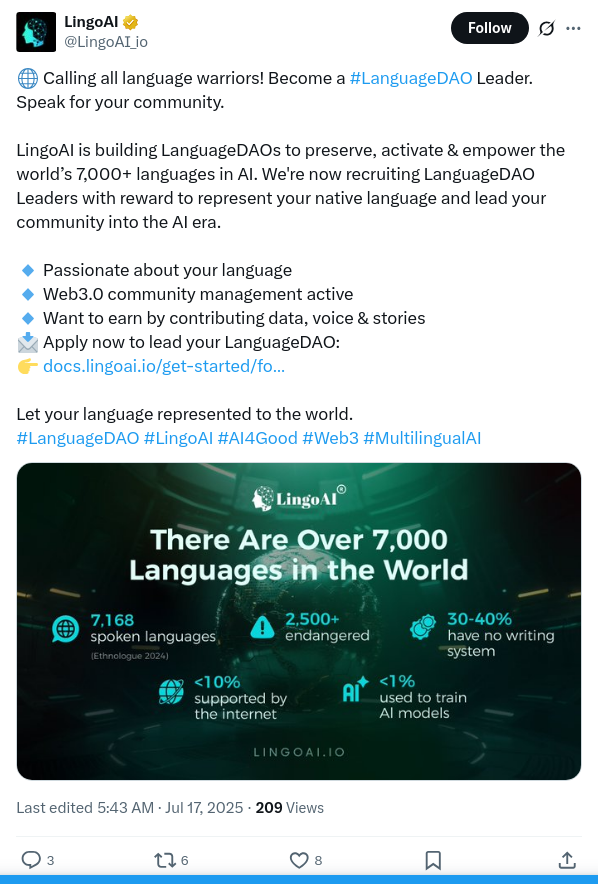 LingoAI
@LingoAI_io
Follow
🌐 Calling all language warriors! Become a #LanguageDAO Leader.
Speak for your community.
LingoAI is building LanguageDAOs to preserve, activate & empower the
world’s 7,000+ languages in AI. We're now recruiting LanguageDAO
Leaders with reward to represent your native language and lead your
community into the AI era.
🔹 Passionate about your language
🔹 Web3.0 community management active
🔹 Want to earn by contributing data, voice & stories
📩 Apply now to lead your LanguageDAO:
👉 docs.lingoai.io/get-started/fo...
Let your language represented to the world.
#LanguageDAO #LingoAI #AI4Good #Web3 #MultilingualAI
LingoAI®
There Are Over 7,000
Languages in the World
7,168
spoken languages
(Ethnologue 2024)
2,500+
endangered
30-40%
have no writing
system
<10%
supported by
the internet
AI
<1%
used to train
AI models
LINGOAI.IO
Last edited 5:43 AM · Jul 17, 2025 · 209 Views
3 6 8